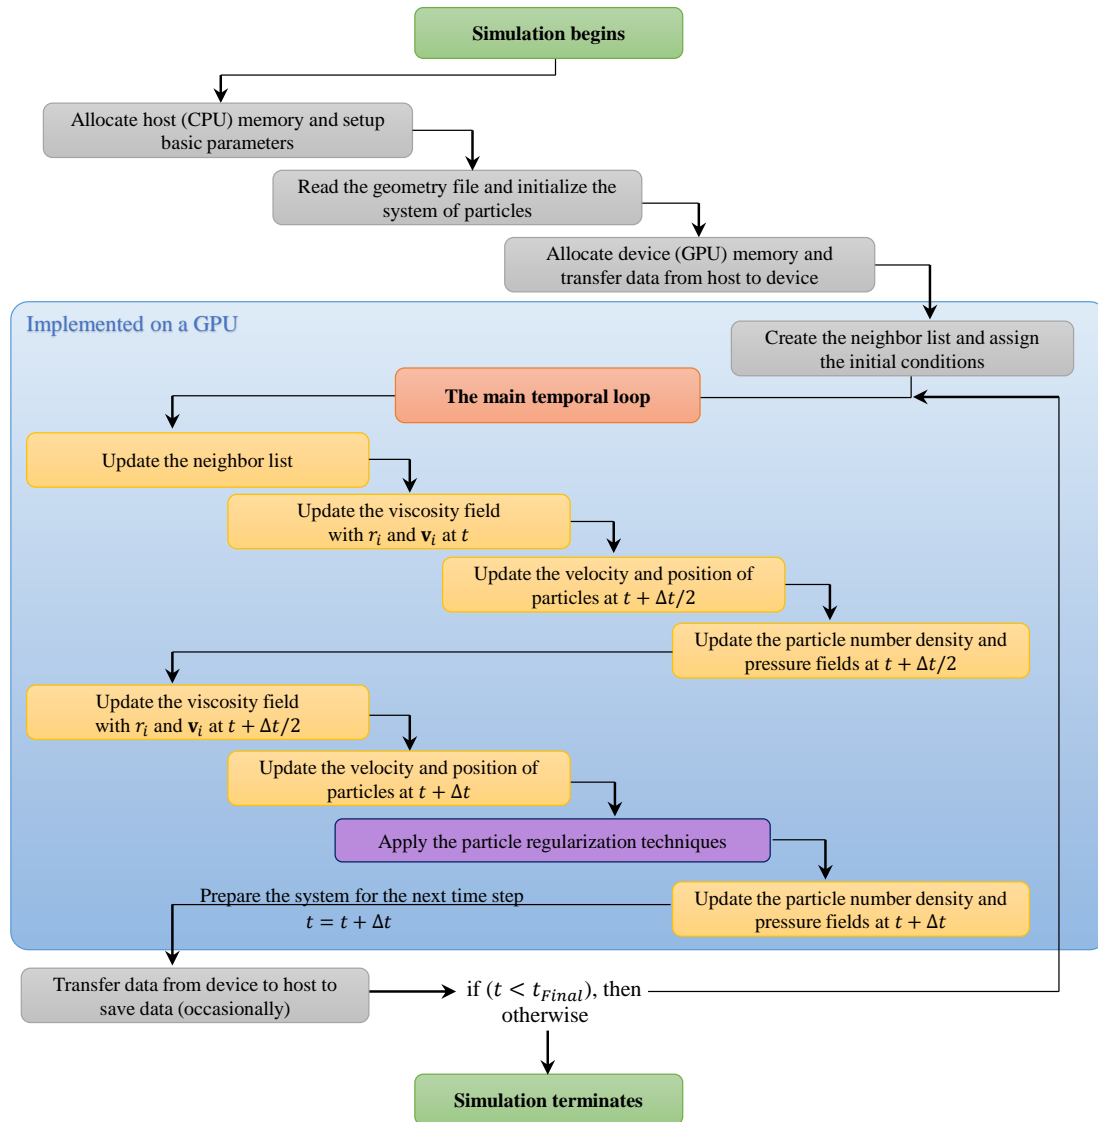 Simulation begins
Allocate host (CPU) memory and setup
basic parameters
Read the geometry file and initialize the
system of particles
Allocate device (GPU) memory and
transfer data from host to device
Implemented on a GPU
Create the neighbor list and assign
the initial conditions
The main temporal loop
Update the neighbor list
Update the viscosity field
with r_i and v_i at t
Update the velocity and position of
particles at t + Δt/2
Update the particle number density and
pressure fields at t + Δt/2
Update the viscosity field
with r_i and v_i at t + Δt/2
Update the velocity and position of
particles at t + Δt
Apply the particle regularization techniques
Update the particle number density and
pressure fields at t + Δt
Prepare the system for the next time step
t = t + Δt
Transfer data from device to host to
save data (occasionally)
if (t < t_Final), then
otherwise
Simulation terminates